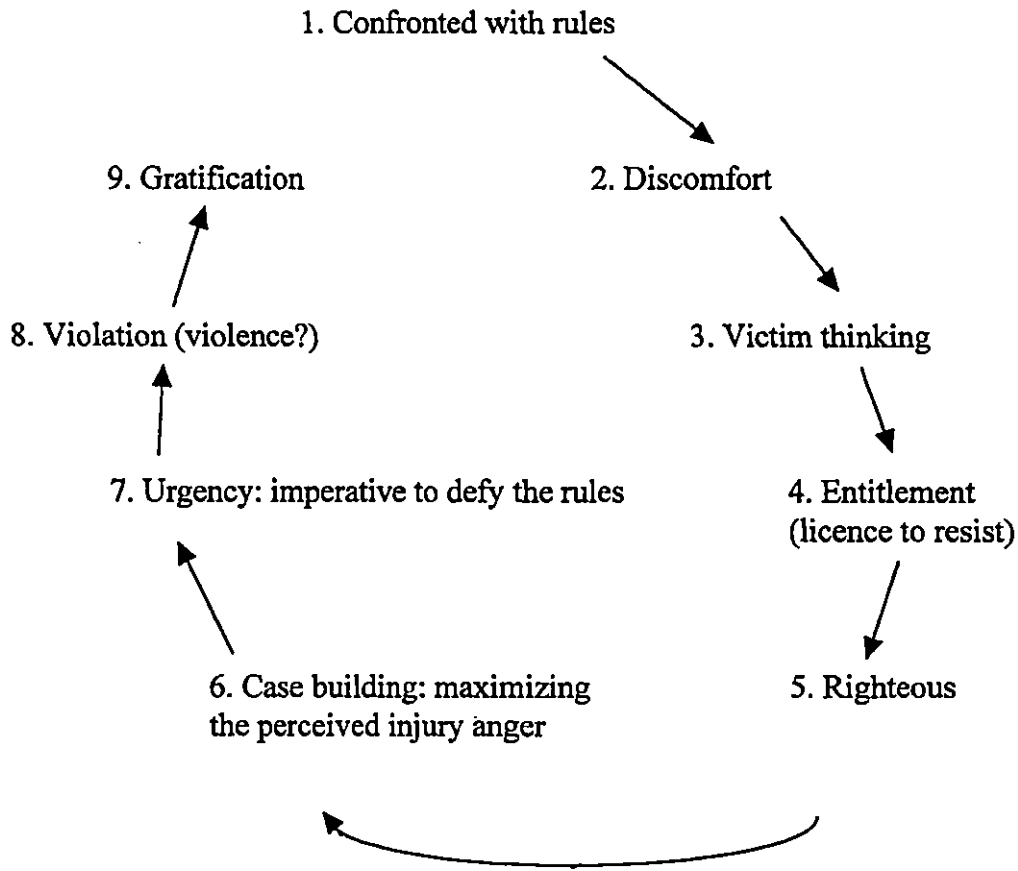 1. Confronted with rules
2. Discomfort
3. Victim thinking
4. Entitlement
(licence to resist)
5. Righteous
6. Case building: maximizing
the perceived injury anger
7. Urgency: imperative to defy the rules
8. Violation (violence?)
9. Gratification